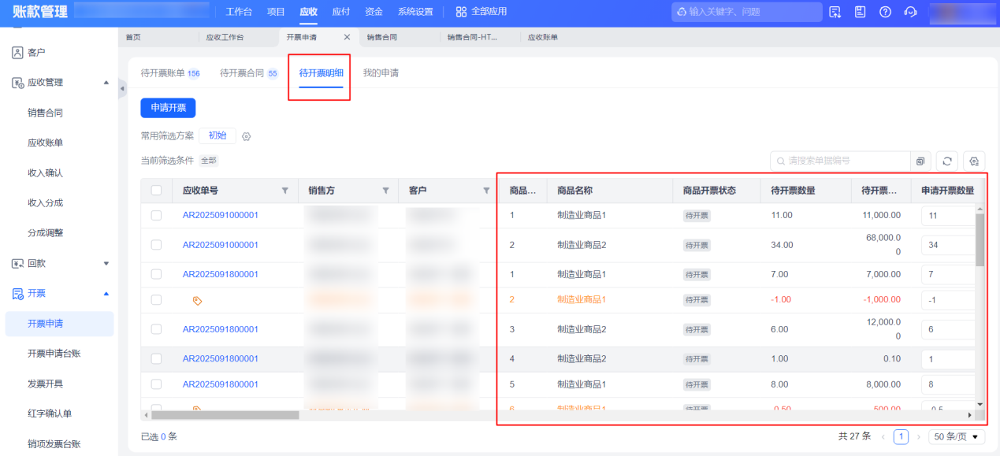 账款管理
工作台 项目 应收 应付 资金 系统设置 全部应用
输入关键字、问题
首页 应收工作台 开票申请 销售合同 销售合同-HT... 应收账单
客户
应收管理
销售合同
应收账单
收入确认
收入分成
分成调整
回款
开票
开票申请
开票申请台账
发票开具
红字确认单
销项发票台账
待开票账单 156 待开票合同 55 待开票明细 我的申请
申请开票
常用筛选方案 初始
当前筛选条件 全部
请搜索单据编号
应收单号 销售方 客户 商品... 商品名称 商品开票状态 待开票数量 待开票... 申请开票数量
AR2025091000001 1 制造业商品1 待开票 11.00 11,000.00 11
AR2025091000001 2 制造业商品2 待开票 34.00 68,000.0
0 34
AR2025091800001 1 制造业商品1 待开票 7.00 7,000.00 7
2 制造业商品1 待开票 -1.00 -1,000.00 -1
AR2025091800001 3 制造业商品2 待开票 6.00 12,000.0
0 6
AR2025091800001 4 制造业商品2 待开票 1.00 0.10 1
AR2025091800001 5 制造业商品1 待开票 8.00 8,000.00 8
6 制造业商品1 待开票 -0.50 -500.00 -0.5
已选 0 条
共 27 条 1 50 条/页